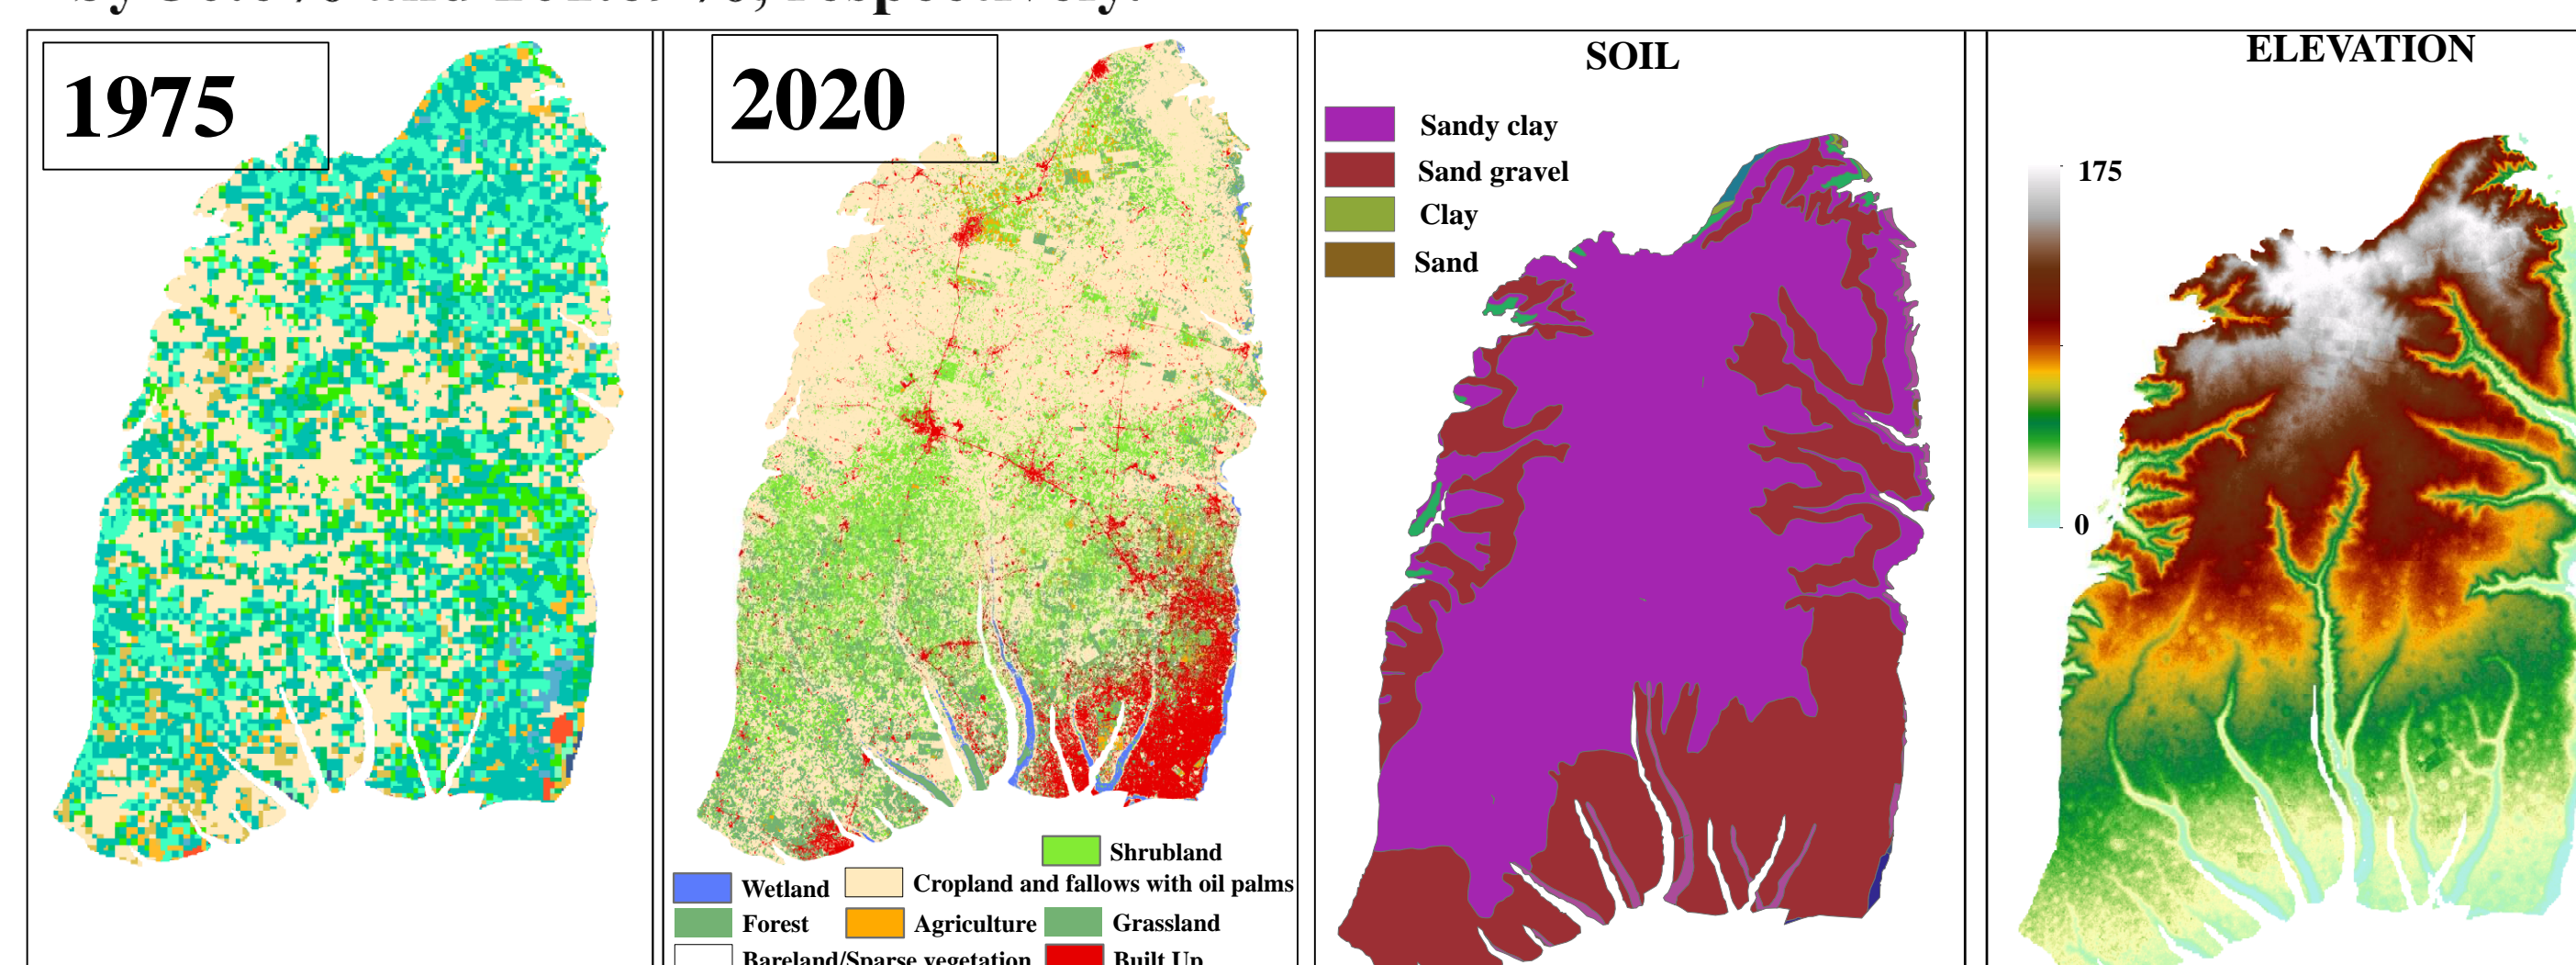 1975
2020
Shrubland
Wetland
Cropland and fallows with oil palms
Forest
Agriculture
Grassland
Bareland/Sparse vegetation
Built Up
SOIL
Sandy clay
Sand gravel
Clay
Sand
ELEVATION
175
0